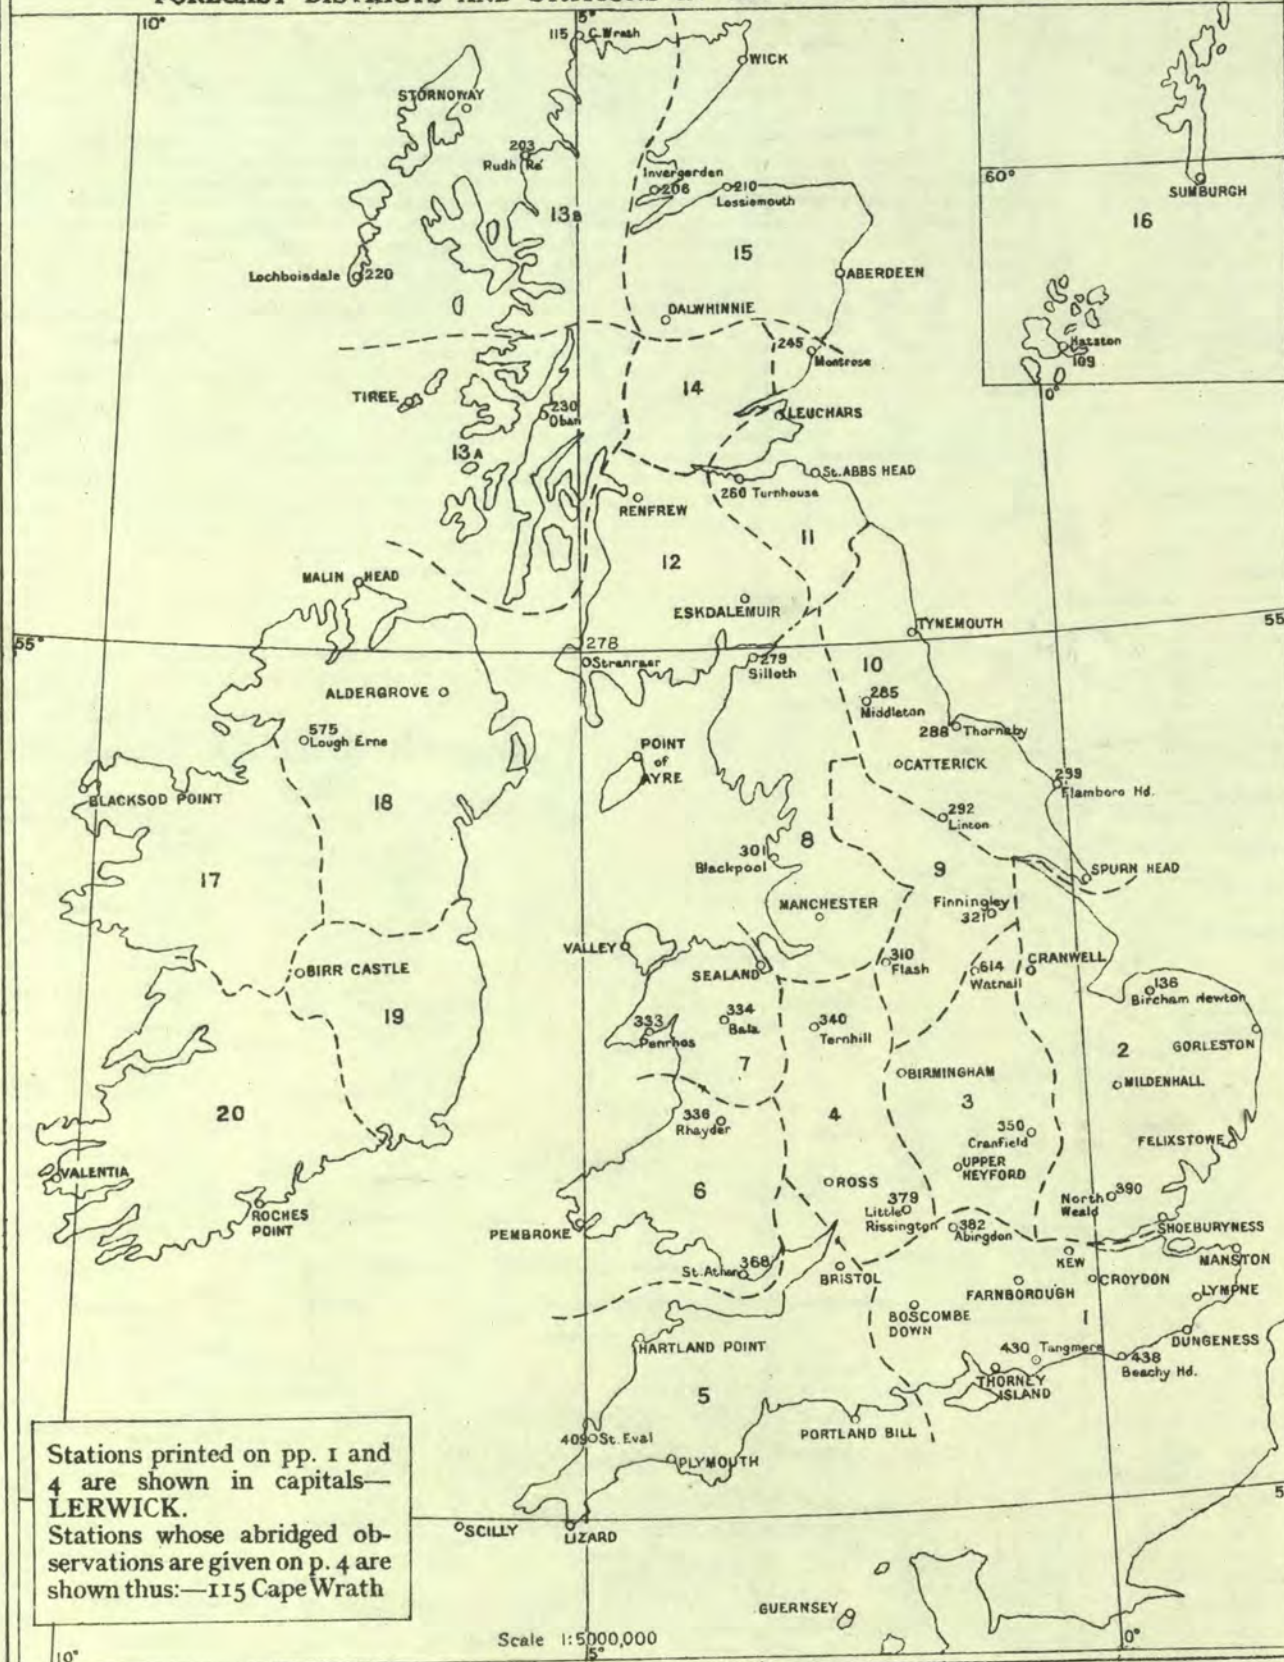 10°
5°
115 C. Wrath
WICK
STORNOWAY
203
Rudh Re
Invergorden
206
210
Lossiemouth
13B
60°
SUMBURGH
16
Lochboisdale 220
15
ABERDEEN
DALWHINNIE
Hatston
109
0°
245
Montrose
14
TIREE
230
Oban
LEUCHARS
13A
St. ABBS HEAD
260 Turnhouse
RENFREW
11
12
MALIN HEAD
ESKDALEMUIR
TYNEMOUTH
55°
55
278
Stranraer
279
Silloth
10
ALDERGROVE
285
Middleton
575
Lough Erne
288 Thornaby
POINT
of
AYRE
CATTERICK
299
Flamboro Hd.
BLACKSOD POINT
18
292
Linton
8
301
Blackpool
9
SPURN HEAD
17
MANCHESTER
Finningley
321
VALLEY
BIRR CASTLE
SEALAND
310
Flash
614
Watnall
CRANWELL
136
Bircham Newton
19
333
Penrhos
334
Bala
340
Ternhill
2
GORLESTON
7
BIRMINGHAM
MILDENHALL
20
336
Rhayder
4
3
350
Cranfield
FELIXSTOWE
VALENTIA
UPPER
HEYFORD
6
ROSS
379
Little
Rissington
North
Weald
390
ROCHES
POINT
PEMBROKE
382
Abingdon
SHOEBURYNESS
KEW
MANSTON
St. Athan 368
BRISTOL
FARNBOROUGH
CROYDON
LYMPNE
BOSCOMBE
DOWN
1
HARTLAND POINT
430 Tangmere
DUNGENESS
438
Beachy Hd.
THORNEY
ISLAND
5
PORTLAND BILL
409 St. Eval
PLYMOUTH
Stations printed on pp. 1 and
4 are shown in capitals—
LERWICK.
Stations whose abridged ob-
servations are given on p. 4 are
shown thus:—115 Cape Wrath
5
SCILLY
LIZARD
GUERNSEY
Scale 1:5000,000
10°
5°
0°